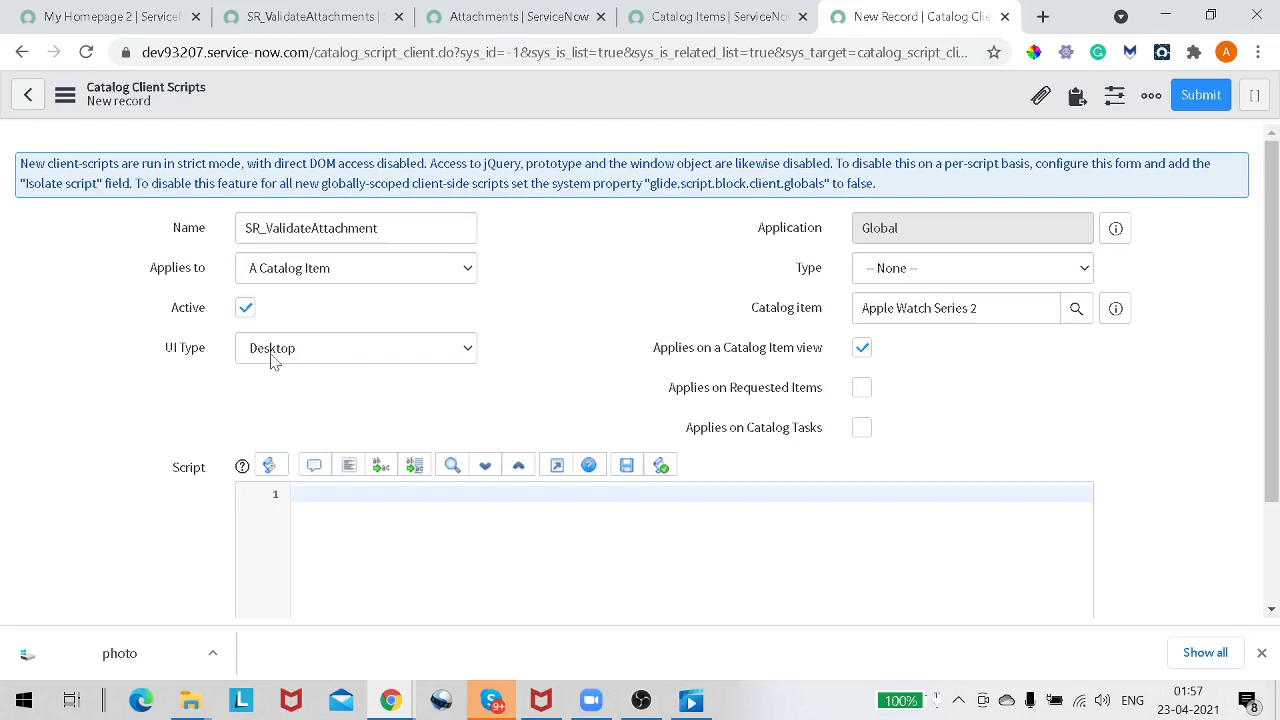 My Homepage | Service
SR_ValidateAttachments |
Attachments | ServiceNow
Catalog Items | ServiceNo
New Record | Catalog Clie
dev93207.service-now.com/catalog_script_client.do?sys_id=-1&sys_is_list=true&sys_is_related_list=true&sys_target=catalog_script_cli...
A
Catalog Client Scripts
New record
Submit
New client-scripts are run in strict mode, with direct DOM access disabled. Access to jQuery, prototype and the window object are likewise disabled. To disable this on a per-script basis, configure this form and add the
"Isolate script" field. To disable this feature for all new globally-scoped client-side scripts set the system property "glide.script.block.client.globals" to false.
Name SR_ValidateAttachment Application Global
Applies to A Catalog Item Type -- None --
Active Catalog item Apple Watch Series 2
UI Type Desktop Applies on a Catalog Item view
Applies on Requested Items
Applies on Catalog Tasks
Script
1
photo Show all
100% ENG 01:57
23-04-2021